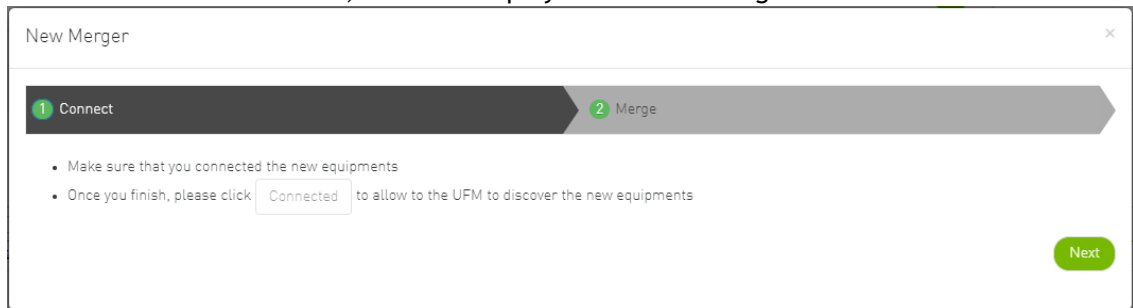 New Merger ×
1 Connect 2 Merge
• Make sure that you connected the new equipments
• Once you finish, please click Connected to allow to the UFM to discover the new equipments
Next